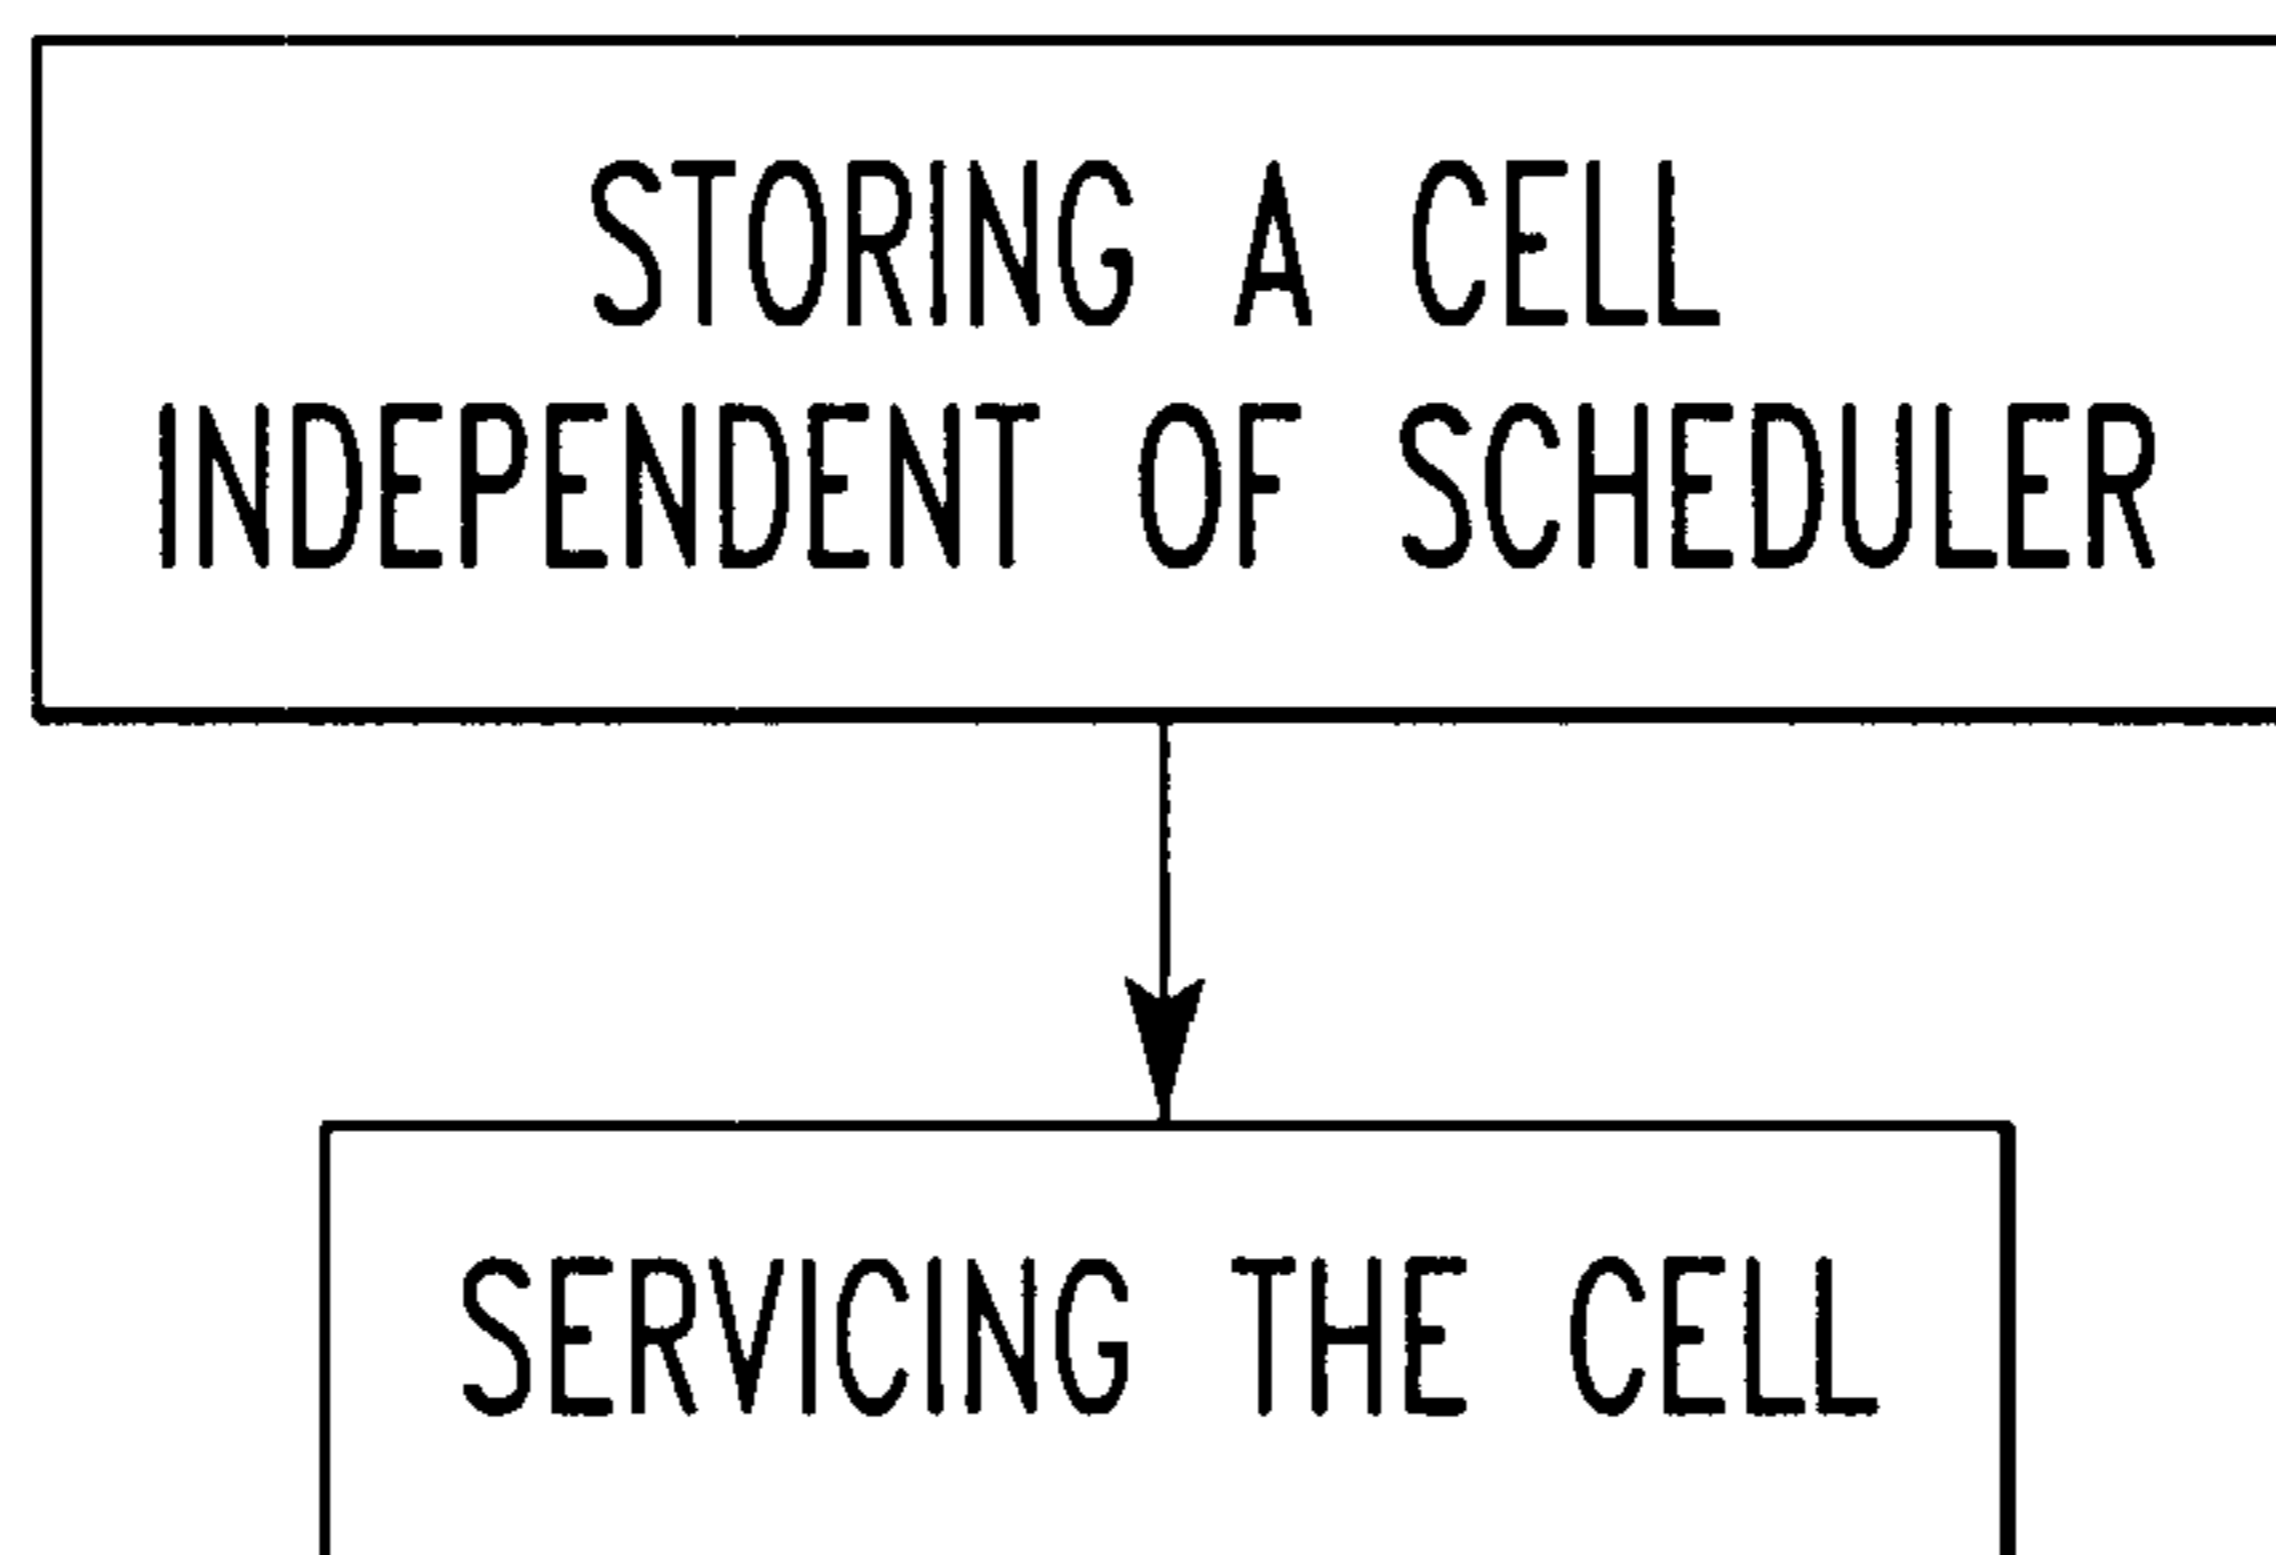 STORING A CELL
INDEPENDENT OF SCHEDULER
SERVICING THE CELL